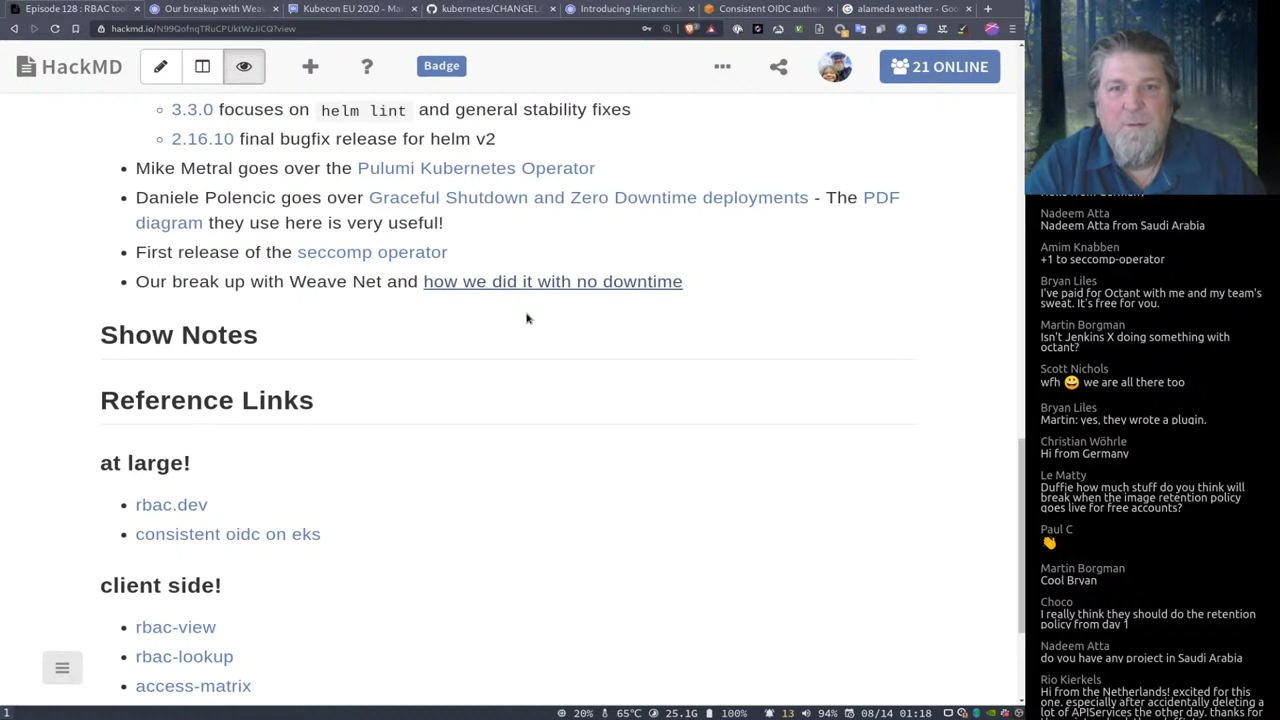 Episode 128 : RBAC tool
Our breakup with Weav
Kubecon EU 2020 - Ma
kubernetes/CHANGELO
Introducing Hierarchica
Consistent OIDC authe
alameda weather - Goo
hackmd.io/N99QofnqTRuCPUktWzJiCQ?view
HackMD
Badge
21 ONLINE
3.3.0 focuses on helm lint and general stability fixes
2.16.10 final bugfix release for helm v2
Mike Metral goes over the Pulumi Kubernetes Operator
Daniele Polencic goes over Graceful Shutdown and Zero Downtime deployments - The PDF
diagram they use here is very useful!
First release of the seccomp operator
Our break up with Weave Net and how we did it with no downtime
Show Notes
Reference Links
at large!
rbac.dev
consistent oidc on eks
client side!
rbac-view
rbac-lookup
access-matrix
Nadeem Atta
Nadeem Atta from Saudi Arabia
Amim Knabben
+1 to seccomp-operator
Bryan Liles
I've paid for Octant with me and my team's
sweat. It's free for you.
Martin Borgman
Isn't Jenkins X doing something with
octant?
Scott Nichols
wfh 😀 we are all there too
Bryan Liles
Martin: yes, they wrote a plugin.
Christian Wöhrle
Hi from Germany
Le Matty
Duffie how much stuff do you think will
break when the image retention policy
goes live for free accounts?
Paul C
👏
Martin Borgman
Cool Bryan
Choco
I really think they should do the retention
policy from day 1
Nadeem Atta
do you have any project in Saudi Arabia
Rio Kierkels
Hi from the Netherlands! excited for this
one. especially after accidentally deleting a
lot of APIServices the other day. thanks for
1
20%
65°C
25.1G
100%
13
94%
08/14
01:18